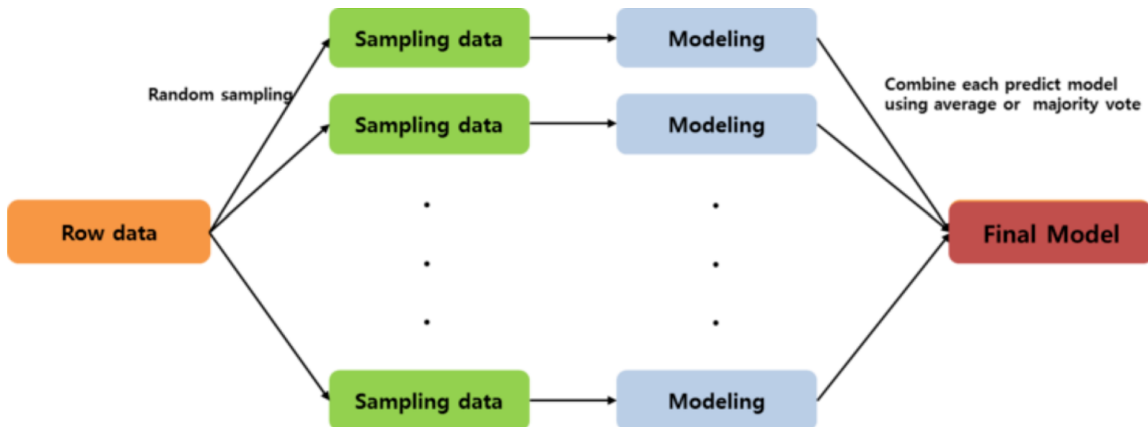 Sampling data
Modeling
Random sampling
Combine each predict model
using average or majority vote
Sampling data
Modeling
Row data
Final Model
Sampling data
Modeling